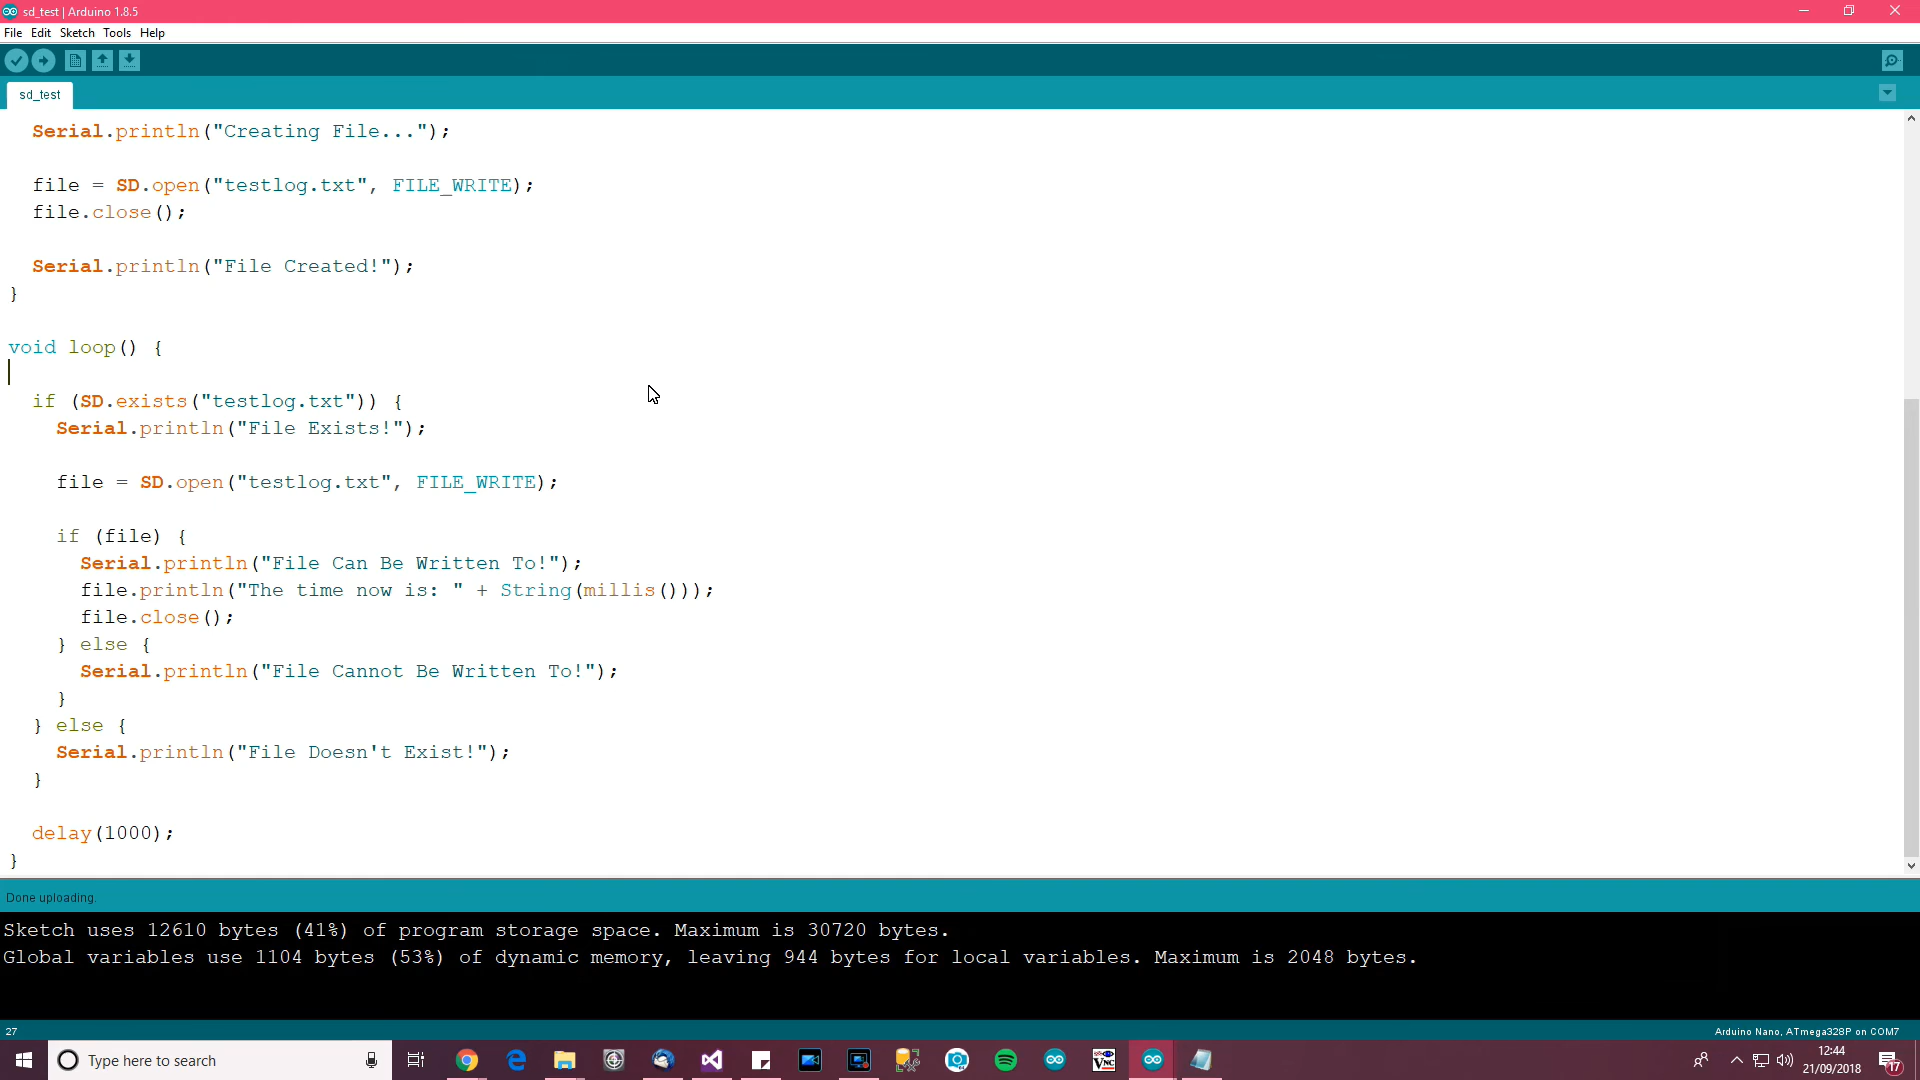 sd_test | Arduino 1.8.5
File Edit Sketch Tools Help
sd_test
  Serial.println("Creating File...");
  file = SD.open("testlog.txt", FILE_WRITE);
  file.close();
  Serial.println("File Created!");
}
void loop() {
  if (SD.exists("testlog.txt")) {
    Serial.println("File Exists!");
    file = SD.open("testlog.txt", FILE_WRITE);
    if (file) {
      Serial.println("File Can Be Written To!");
      file.println("The time now is: " + String(millis()));
      file.close();
    } else {
      Serial.println("File Cannot Be Written To!");
    }
  } else {
    Serial.println("File Doesn't Exist!");
  }
  delay(1000);
}
Done uploading.
Sketch uses 12610 bytes (41%) of program storage space. Maximum is 30720 bytes.
Global variables use 1104 bytes (53%) of dynamic memory, leaving 944 bytes for local variables. Maximum is 2048 bytes.
27
Arduino Nano, ATmega328P on COM7
Type here to search
VNC
12:44
21/09/2018
17